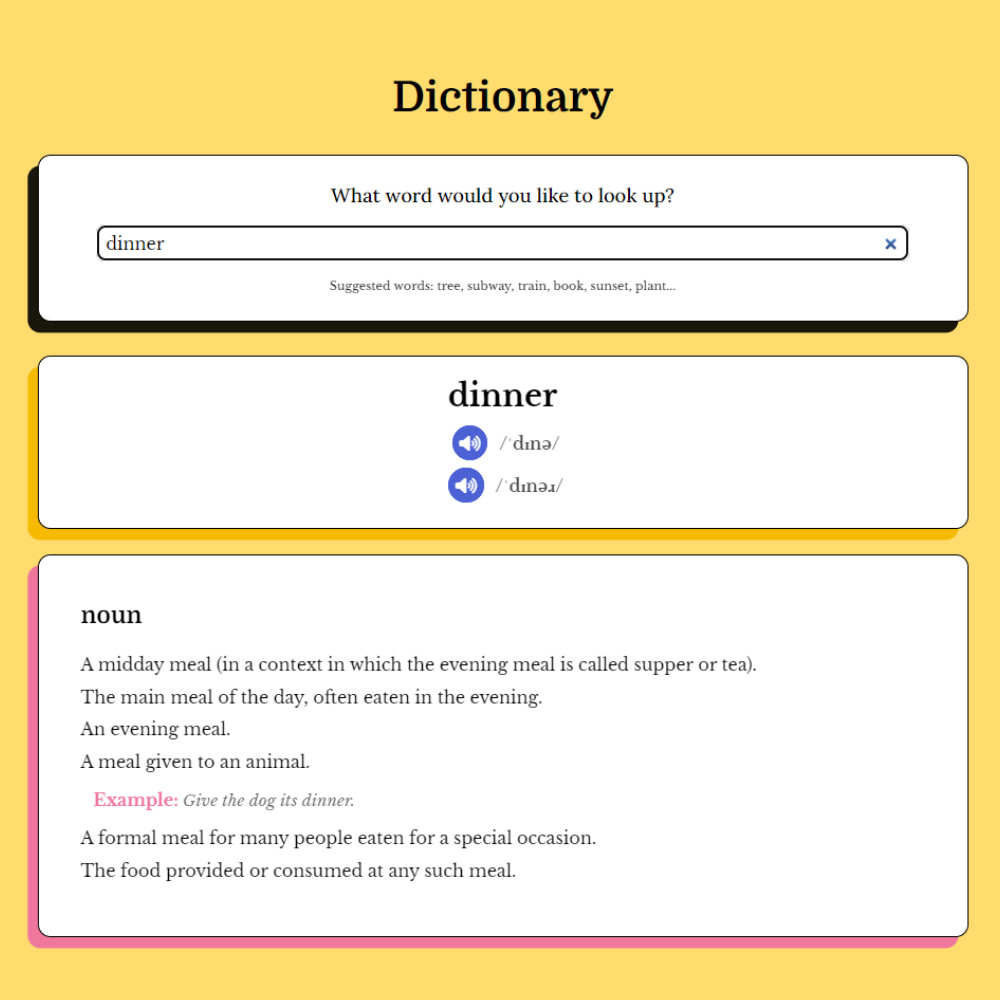 Dictionary
What word would you like to look up?
dinner
Suggested words: tree, subway, train, book, sunset, plant...
dinner
/ˈdɪnə/
/ˈdɪnəɹ/
noun
A midday meal (in a context in which the evening meal is called supper or tea).
The main meal of the day, often eaten in the evening.
An evening meal.
A meal given to an animal.
Example: Give the dog its dinner.
A formal meal for many people eaten for a special occasion.
The food provided or consumed at any such meal.